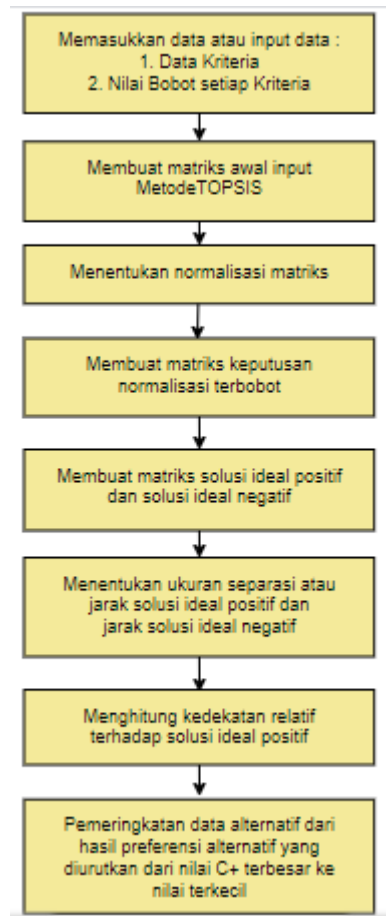 Memasukkan data atau input data :
1. Data Kriteria
2. Nilai Bobot setiap Kriteria
Membuat matriks awal input
MetodeTOPSIS
Menentukan normalisasi matriks
Membuat matriks keputusan
normalisasi terbobot
Membuat matriks solusi ideal positif
dan solusi ideal negatif
Menentukan ukuran separasi atau
jarak solusi ideal positif dan
jarak solusi ideal negatif
Menghitung kedekatan relatif
terhadap solusi ideal positif
Pemeringkatan data alternatif dari
hasil preferensi alternatif yang
diurutkan dari nilai C+ terbesar ke
nilai terkecil